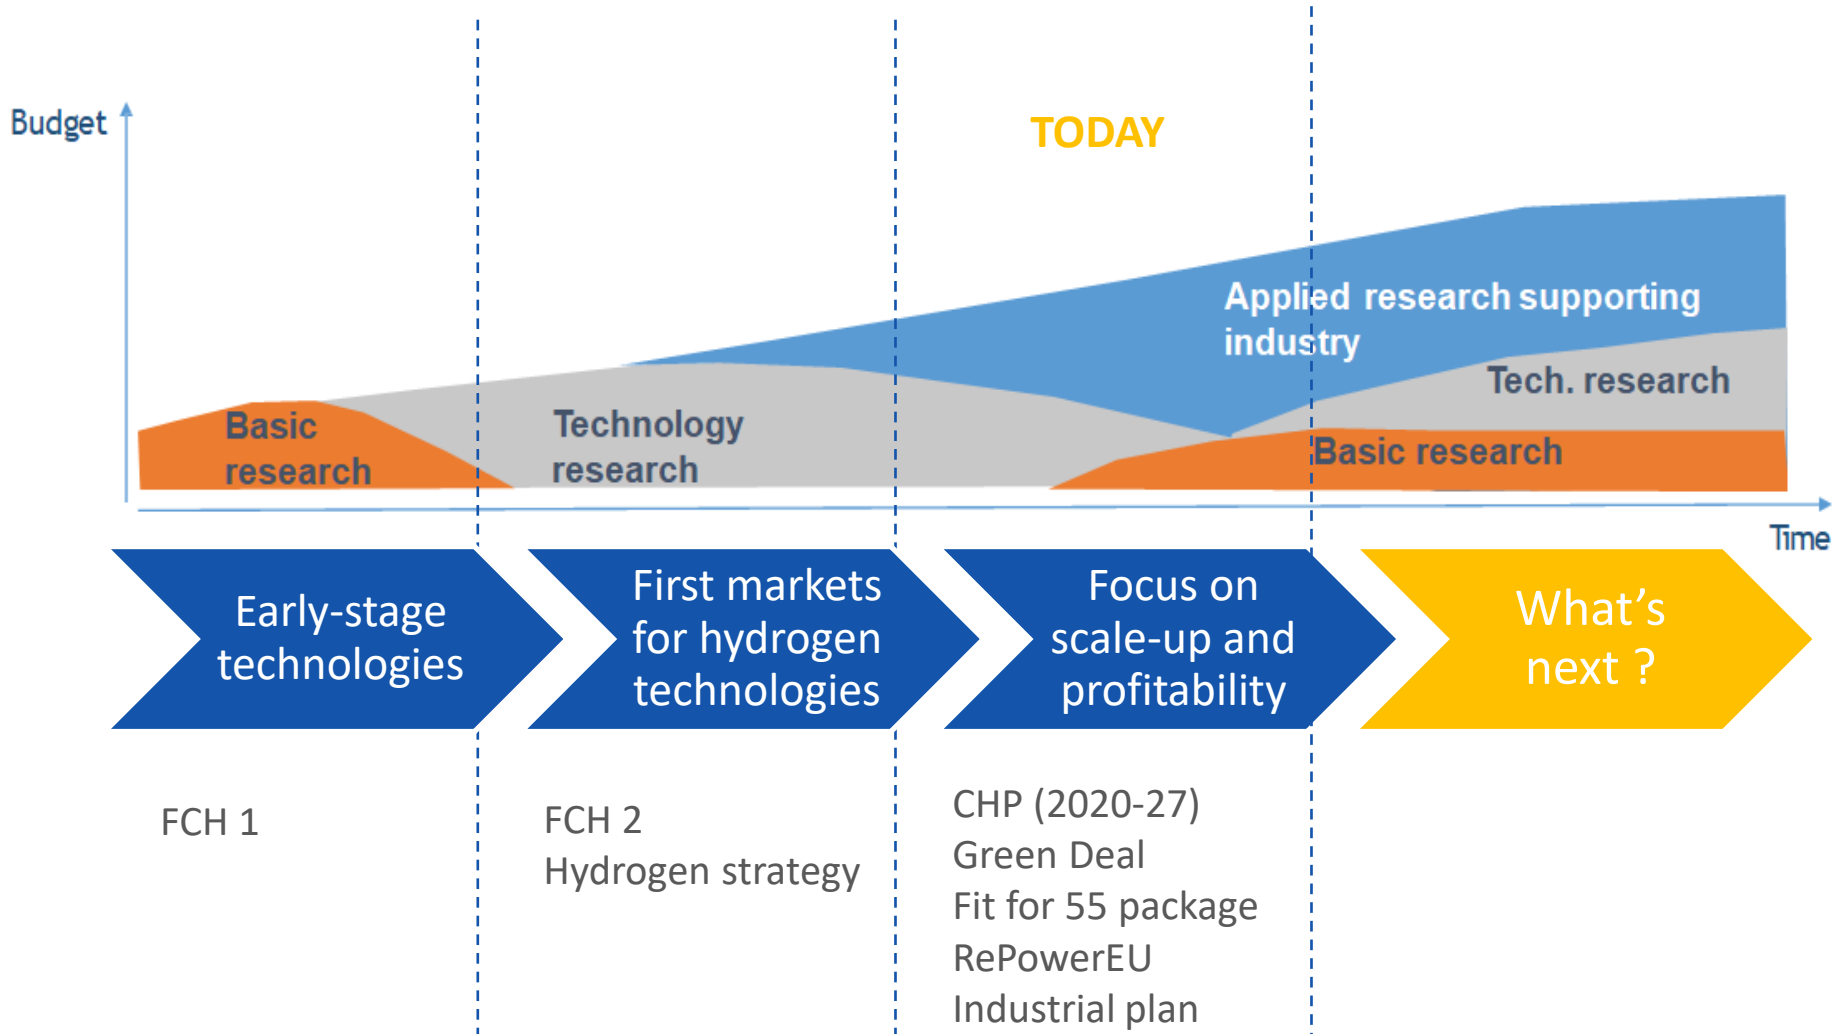 Budget
TODAY
Applied research supporting
industry
Tech. research
Basic
research
Technology
research
Basic research
Time
Early-stage
technologies
First markets
for hydrogen
technologies
Focus on
scale-up and
profitability
What’s
next ?
FCH 1
FCH 2
Hydrogen strategy
CHP (2020-27)
Green Deal
Fit for 55 package
RePowerEU
Industrial plan